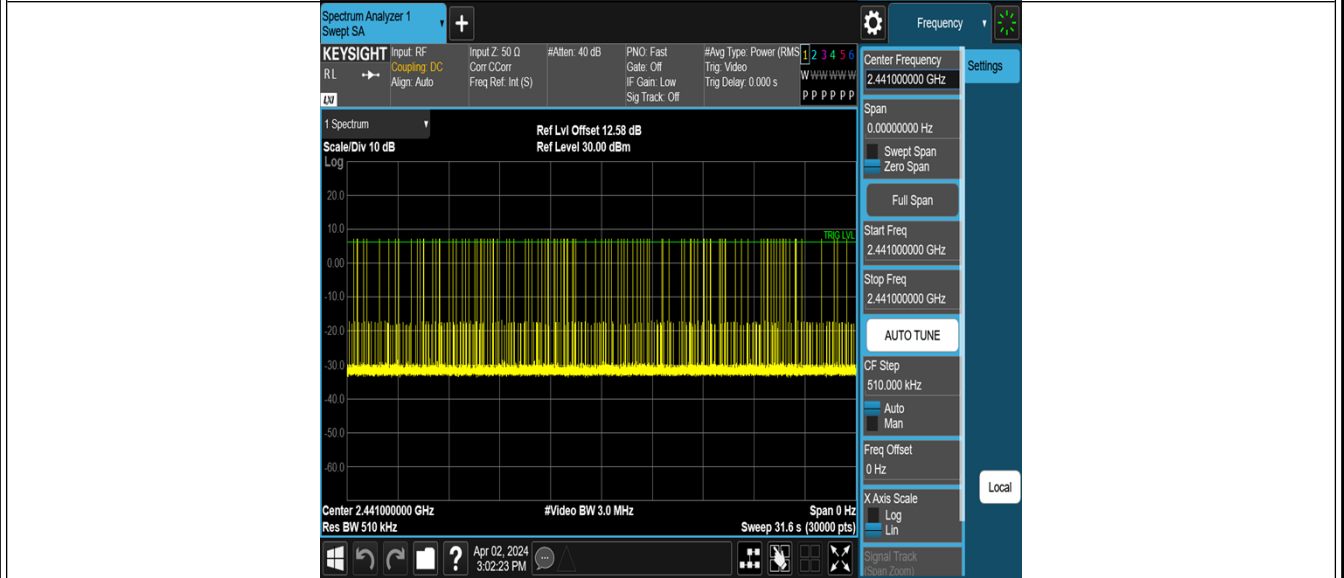 Spectrum Analyzer 1
Swept SA
+
Frequency
KEYSIGHT
RL
LXI
Input: RF
Coupling: DC
Align: Auto
Input Z: 50 Ω
Corr CCorr
Freq Ref: Int (S)
#Atten: 40 dB
PNO: Fast
Gate: Off
IF Gain: Low
Sig Track: Off
#Avg Type: Power (RMS
Trig: Video
Trig Delay: 0.000 s
1 2 3 4 5 6
W W W W W W
P P P P P P
1 Spectrum
Scale/Div 10 dB
Ref Lvl Offset 12.58 dB
Ref Level 30.00 dBm
Log
20.0
10.0
0.00
-10.0
-20.0
-30.0
-40.0
-50.0
-60.0
TRIG LVL
Center 2.441000000 GHz
Res BW 510 kHz
#Video BW 3.0 MHz
Span 0 Hz
Sweep 31.6 s (30000 pts)
?
Apr 02, 2024
3:02:23 PM
Center Frequency
2.441000000 GHz
Span
0.00000000 Hz
Swept Span
Zero Span
Full Span
Start Freq
2.441000000 GHz
Stop Freq
2.441000000 GHz
AUTO TUNE
CF Step
510.000 kHz
Auto
Man
Freq Offset
0 Hz
X Axis Scale
Log
Lin
Signal Track
(Span Zoom)
Settings
Local